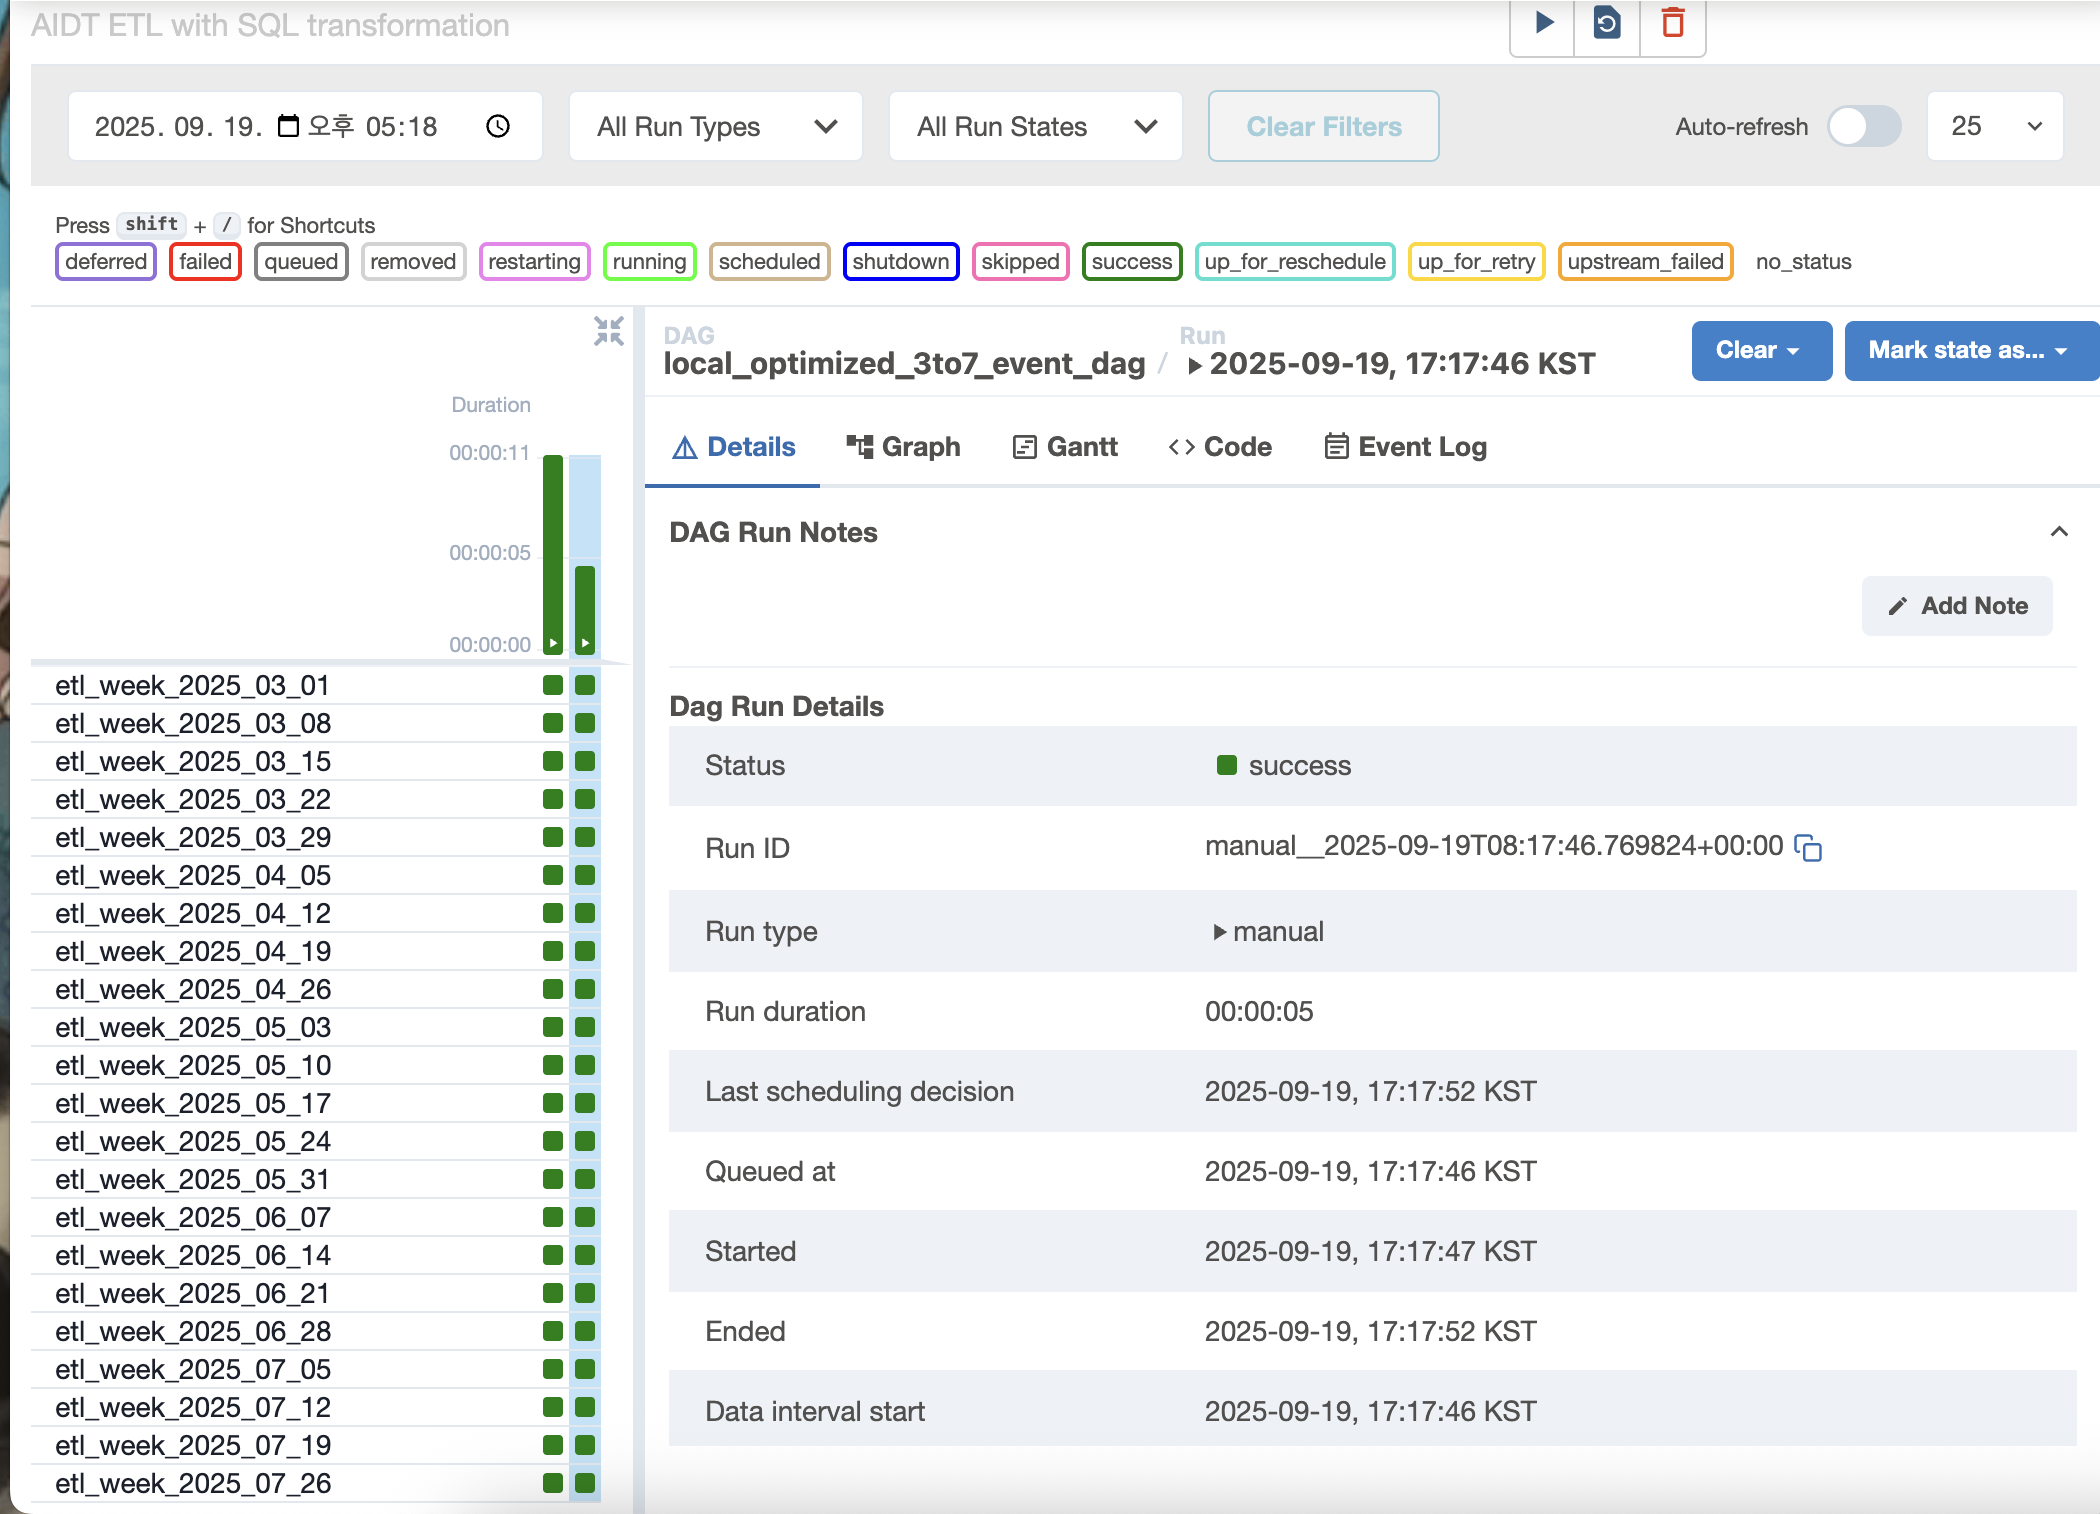 AIDT ETL with SQL transformation
2025. 09. 19. 오후 05:18
All Run Types
All Run States
Clear Filters
Auto-refresh
25
Press shift + / for Shortcuts
deferred failed queued removed restarting running scheduled shutdown skipped success up_for_reschedule up_for_retry upstream_failed no_status
DAG
local_optimized_3to7_event_dag /
Run
2025-09-19, 17:17:46 KST
Clear
Mark state as...
Duration
00:00:11
00:00:05
00:00:00
etl_week_2025_03_01
etl_week_2025_03_08
etl_week_2025_03_15
etl_week_2025_03_22
etl_week_2025_03_29
etl_week_2025_04_05
etl_week_2025_04_12
etl_week_2025_04_19
etl_week_2025_04_26
etl_week_2025_05_03
etl_week_2025_05_10
etl_week_2025_05_17
etl_week_2025_05_24
etl_week_2025_05_31
etl_week_2025_06_07
etl_week_2025_06_14
etl_week_2025_06_21
etl_week_2025_06_28
etl_week_2025_07_05
etl_week_2025_07_12
etl_week_2025_07_19
etl_week_2025_07_26
Details
Graph
Gantt
<> Code
Event Log
DAG Run Notes
Add Note
Dag Run Details
Status success
Run ID manual__2025-09-19T08:17:46.769824+00:00
Run type manual
Run duration 00:00:05
Last scheduling decision 2025-09-19, 17:17:52 KST
Queued at 2025-09-19, 17:17:46 KST
Started 2025-09-19, 17:17:47 KST
Ended 2025-09-19, 17:17:52 KST
Data interval start 2025-09-19, 17:17:46 KST